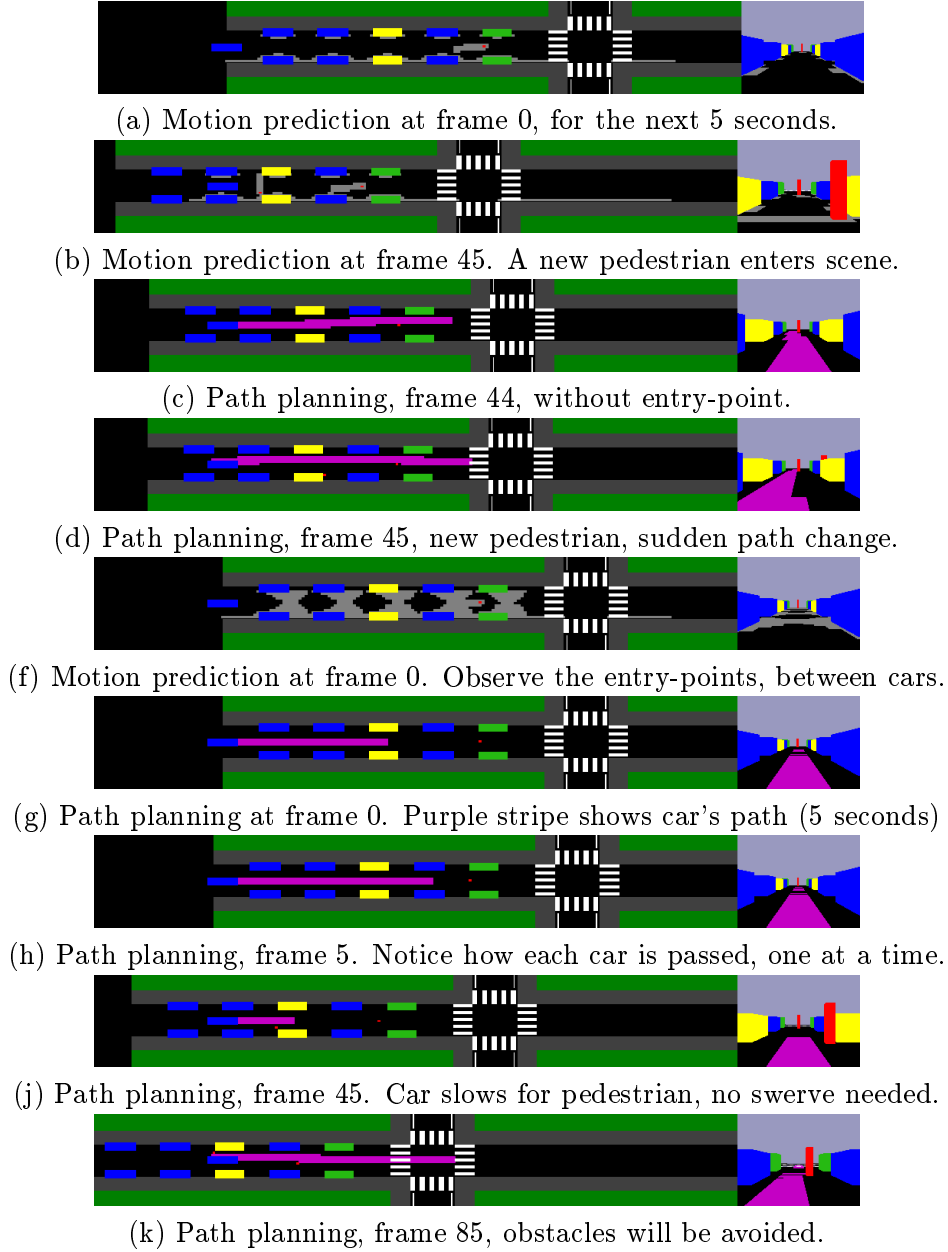 (a) Motion prediction at frame 0, for the next 5 seconds.
(b) Motion prediction at frame 45. A new pedestrian enters scene.
(c) Path planning, frame 44, without entry-point.
(d) Path planning, frame 45, new pedestrian, sudden path change.
(f) Motion prediction at frame 0. Observe the entry-points, between cars.
(g) Path planning at frame 0. Purple stripe shows car's path (5 seconds)
(h) Path planning, frame 5. Notice how each car is passed, one at a time.
(j) Path planning, frame 45. Car slows for pedestrian, no swerve needed.
(k) Path planning, frame 85, obstacles will be avoided.